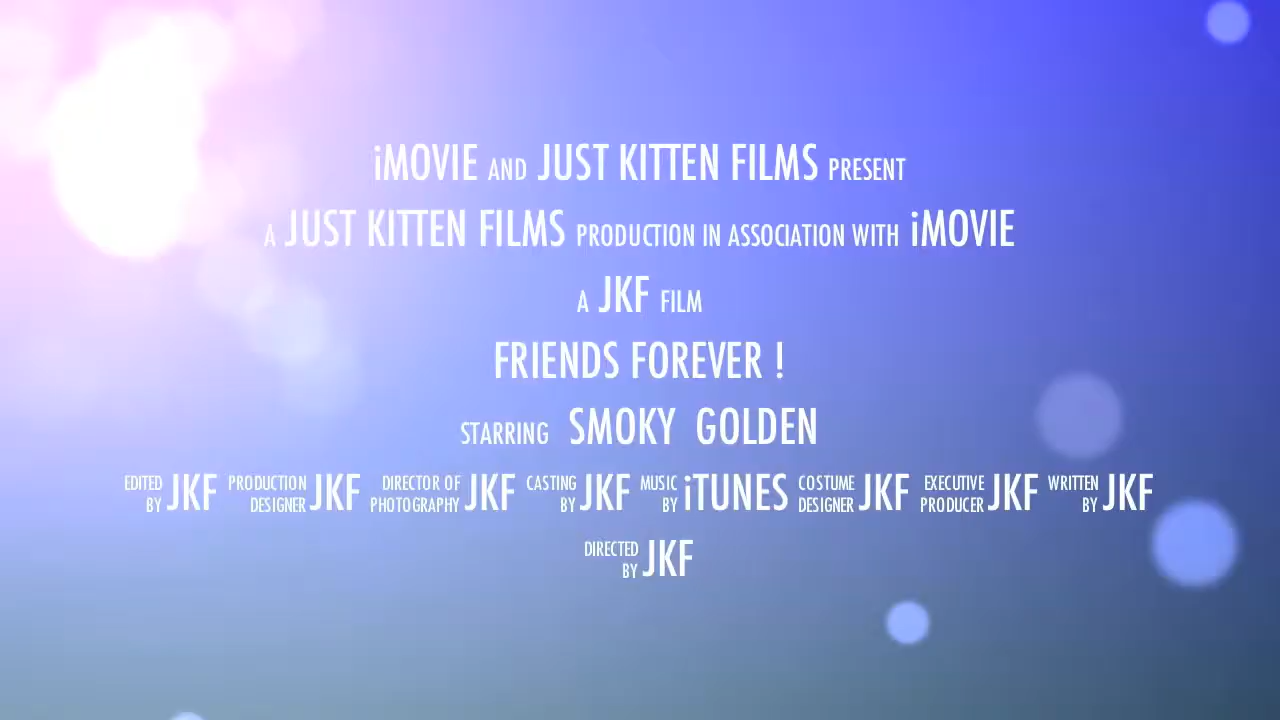 iMOVIE AND JUST KITTEN FILMS PRESENT
A JUST KITTEN FILMS PRODUCTION IN ASSOCIATION WITH iMOVIE
A JKF FILM
FRIENDS FOREVER !
STARRING SMOKY GOLDEN
EDITED BY JKF PRODUCTION DESIGNER JKF DIRECTOR OF PHOTOGRAPHY JKF CASTING BY JKF MUSIC BY iTUNES COSTUME DESIGNER JKF EXECUTIVE PRODUCER JKF WRITTEN BY JKF
DIRECTED BY JKF